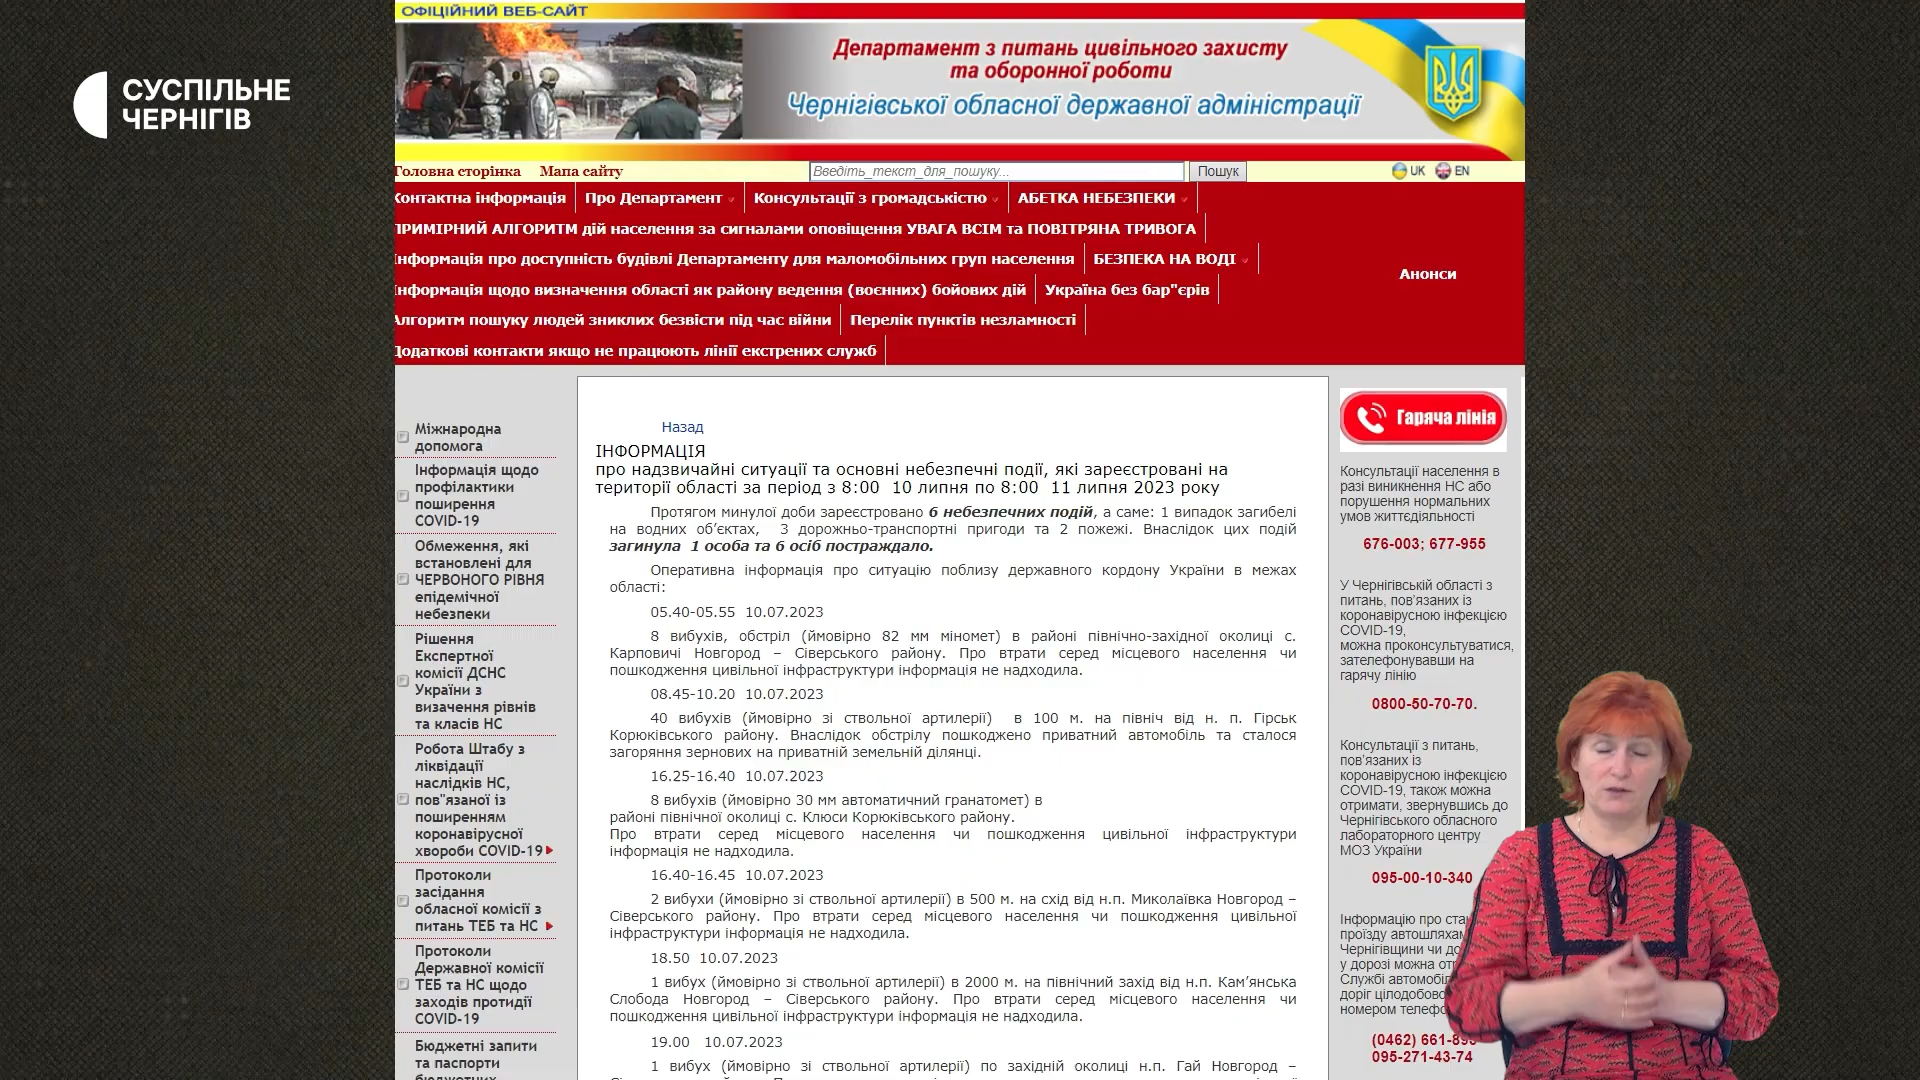 СУСПІЛЬНЕ
ЧЕРНІГІВ
ОФІЦІЙНИЙ ВЕБ-САЙТ
Департамент з питань цивільного захисту
та оборонної роботи
Чернігівської обласної державної адміністрації
Головна сторінка Мапа сайту Введіть_текст_для_пошуку... Пошук UK EN
Контактна інформація Про Департамент Консультації з громадськістю АБЕТКА НЕБЕЗПЕКИ
ПРИМІРНИЙ АЛГОРИТМ дій населення за сигналами оповіщення УВАГА ВСІМ та ПОВІТРЯНА ТРИВОГА
Інформація про доступність будівлі Департаменту для маломобільних груп населення БЕЗПЕКА НА ВОДІ
Анонси
Інформація щодо визначення області як району ведення (воєнних) бойових дій Україна без бар"єрів
Алгоритм пошуку людей зниклих безвісти під час війни Перелік пунктів незламності
Додаткові контакти якщо не працюють лінії екстрених служб
Міжнародна
допомога
Інформація щодо
профілактики
поширення
COVID-19
Обмеження, які
встановлені для
ЧЕРВОНОГО РІВНЯ
епідемічної
небезпеки
Рішення
Експертної
комісії ДСНС
України з
визачення рівнів
та класів НС
Робота Штабу з
ліквідації
наслідків НС,
пов"язаної із
поширенням
коронавірусної
хвороби COVID-19
Протоколи
засідання
обласної комісії з
питань ТЕБ та НС
Протоколи
Державної комісії
ТЕБ та НС щодо
заходів протидії
COVID-19
Бюджетні запити
та паспорти
бюджетних
Назад
ІНФОРМАЦІЯ
про надзвичайні ситуації та основні небезпечні події, які зареєстровані на
території області за період з 8:00 10 липня по 8:00 11 липня 2023 року
Протягом минулої доби зареєстровано 6 небезпечних подій, а саме: 1 випадок загибелі
на водних об’єктах, 3 дорожньо-транспортні пригоди та 2 пожежі. Внаслідок цих подій
загинула 1 особа та 6 осіб постраждало.
Оперативна інформація про ситуацію поблизу державного кордону України в межах
області:
05.40-05.55 10.07.2023
8 вибухів, обстріл (ймовірно 82 мм міномет) в районі північно-західної околиці с.
Карповичі Новгород – Сіверського району. Про втрати серед місцевого населення чи
пошкодження цивільної інфраструктури інформація не надходила.
08.45-10.20 10.07.2023
40 вибухів (ймовірно зі ствольної артилерії) в 100 м. на північ від н. п. Гірськ
Корюківського району. Внаслідок обстрілу пошкоджено приватний автомобіль та сталося
загоряння зернових на приватній земельній ділянці.
16.25-16.40 10.07.2023
8 вибухів (ймовірно 30 мм автоматичний гранатомет) в
районі північної околиці с. Клюси Корюківського району.
Про втрати серед місцевого населення чи пошкодження цивільної інфраструктури
інформація не надходила.
16.40-16.45 10.07.2023
2 вибухи (ймовірно зі ствольної артилерії) в 500 м. на схід від н.п. Миколаївка Новгород –
Сіверського району. Про втрати серед місцевого населення чи пошкодження цивільної
інфраструктури інформація не надходила.
18.50 10.07.2023
1 вибух (ймовірно зі ствольної артилерії) в 2000 м. на північний захід від н.п. Кам’янська
Слобода Новгород – Сіверського району. Про втрати серед місцевого населення чи
пошкодження цивільної інфраструктури інформація не надходила.
19.00 10.07.2023
1 вибух (ймовірно зі ствольної артилерії) по західній околиці н.п. Гай Новгород –
Гаряча лінія
Консультації населення в
разі виникнення НС або
порушення нормальних
умов життєдіяльності
676-003; 677-955
У Чернігівській області з
питань, пов'язаних із
коронавірусною інфекцією
COVID-19,
можна проконсультуватися,
зателефонувавши на
гарячу лінію
0800-50-70-70.
Консультації з питань,
пов'язаних із
коронавірусною інфекцією
COVID-19, також можна
отримати, звернувшись до
Чернігівського обласного
лабораторного центру
МОЗ України
095-00-10-340
Інформацію про ста
проїзду автошляхам
Чернігівщини чи до
у дорозі можна от
Службі автомобіл
доріг цілодобово
номером телеф
(0462) 661-89
095-271-43-74